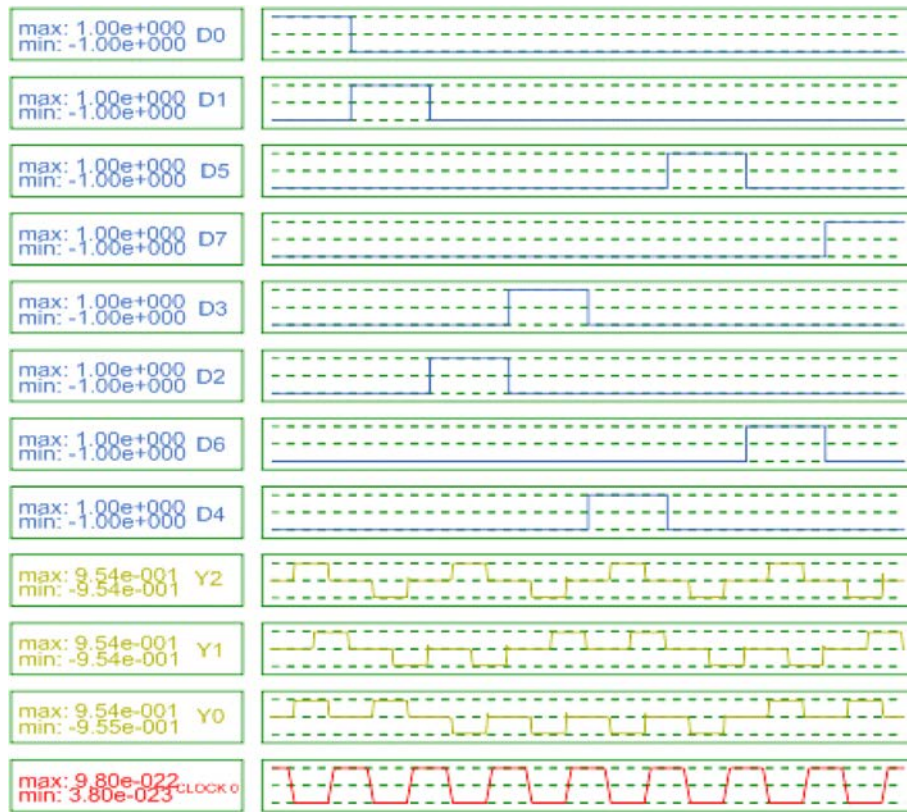 max: 1.00e+000 D0
min: -1.00e+000
max: 1.00e+000 D1
min: -1.00e+000
max: 1.00e+000 D5
min: -1.00e+000
max: 1.00e+000 D7
min: -1.00e+000
max: 1.00e+000 D3
min: -1.00e+000
max: 1.00e+000 D2
min: -1.00e+000
max: 1.00e+000 D6
min: -1.00e+000
max: 1.00e+000 D4
min: -1.00e+000
max: 9.54e-001 Y2
min: -9.54e-001
max: 9.54e-001 Y1
min: -9.54e-001
max: 9.54e-001 Y0
min: -9.55e-001
max: 9.80e-022 CLOCK 0
min: 3.80e-023